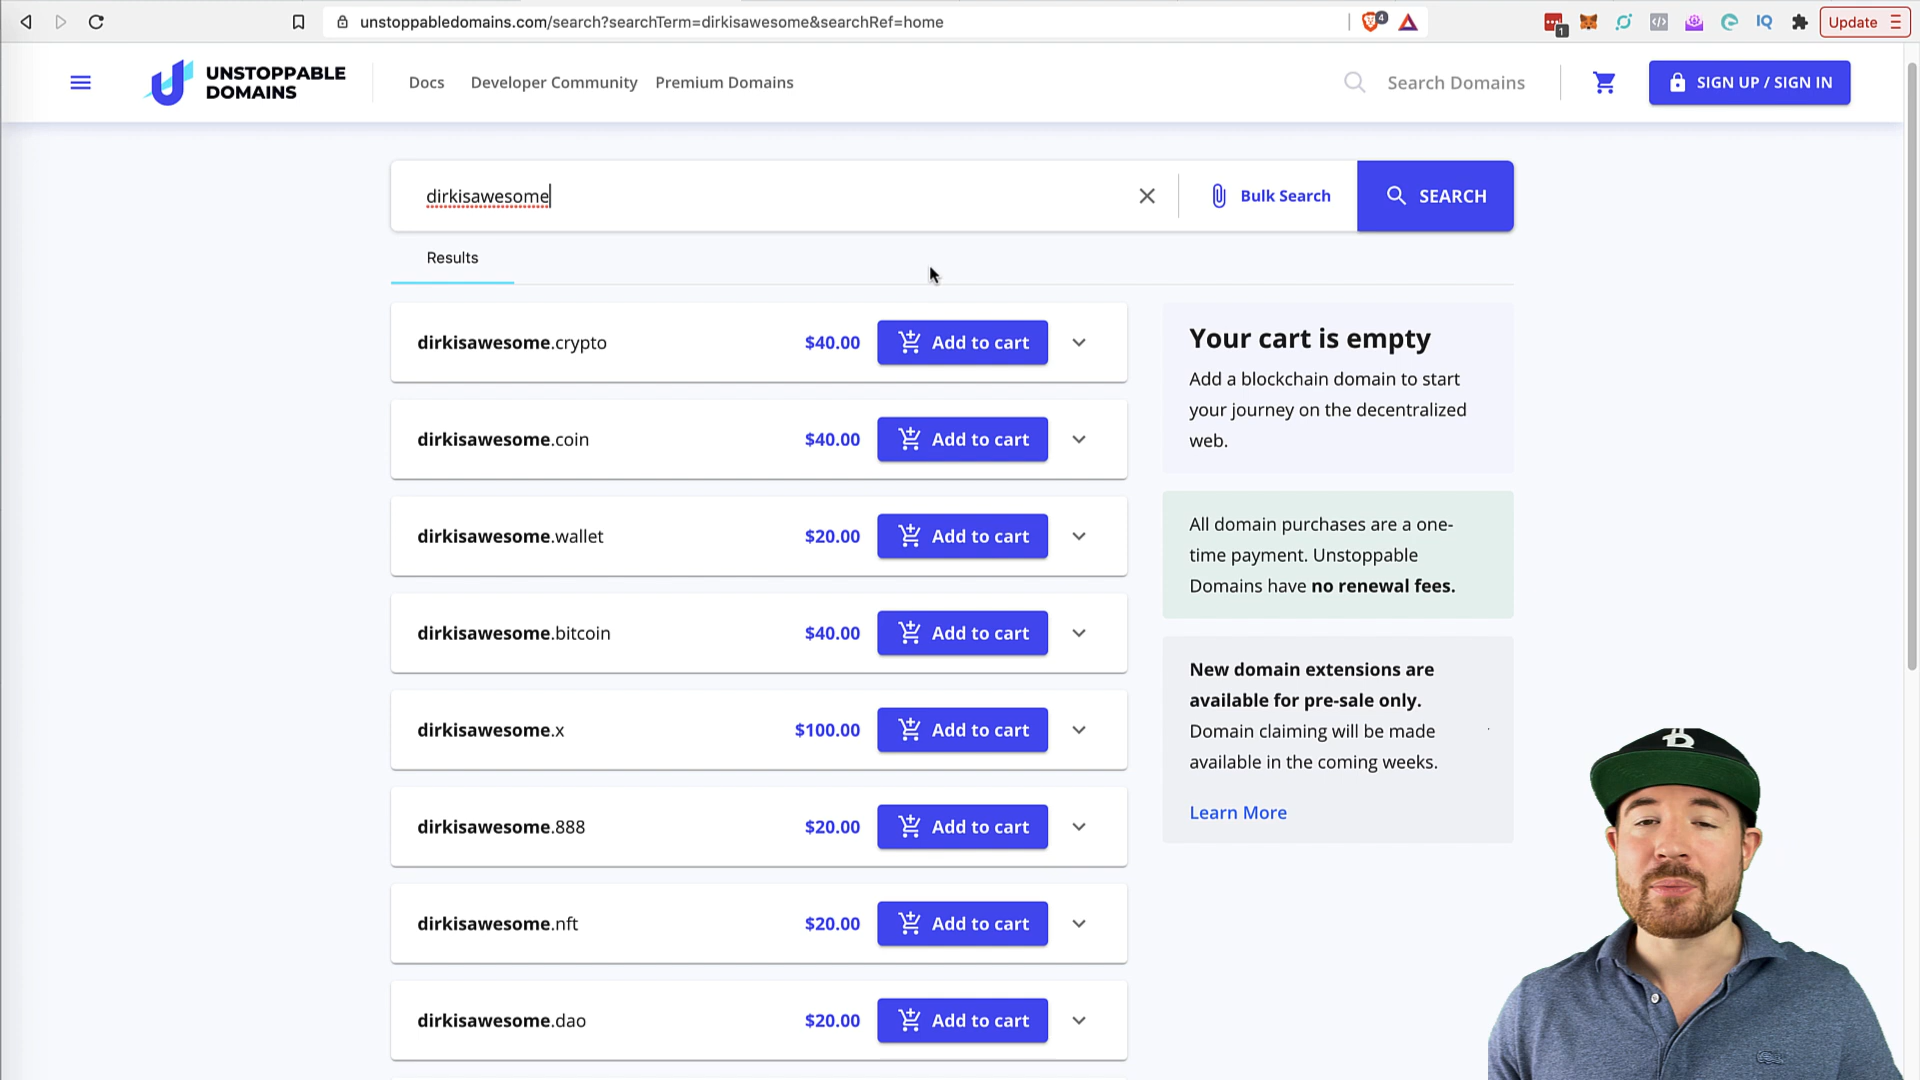 unstoppabledomains.com/search?searchTerm=dirkisawesome&searchRef=home
4
1
</>
IQ
Update
UNSTOPPABLE
DOMAINS
Docs
Developer Community
Premium Domains
Search Domains
SIGN UP / SIGN IN
dirkisawesome
Bulk Search
SEARCH
Results
dirkisawesome.crypto $40.00 Add to cart
dirkisawesome.coin $40.00 Add to cart
dirkisawesome.wallet $20.00 Add to cart
dirkisawesome.bitcoin $40.00 Add to cart
dirkisawesome.x $100.00 Add to cart
dirkisawesome.888 $20.00 Add to cart
dirkisawesome.nft $20.00 Add to cart
dirkisawesome.dao $20.00 Add to cart
Your cart is empty
Add a blockchain domain to start
your journey on the decentralized
web.
All domain purchases are a one-
time payment. Unstoppable
Domains have no renewal fees.
New domain extensions are
available for pre-sale only.
Domain claiming will be made
available in the coming weeks.
Learn More